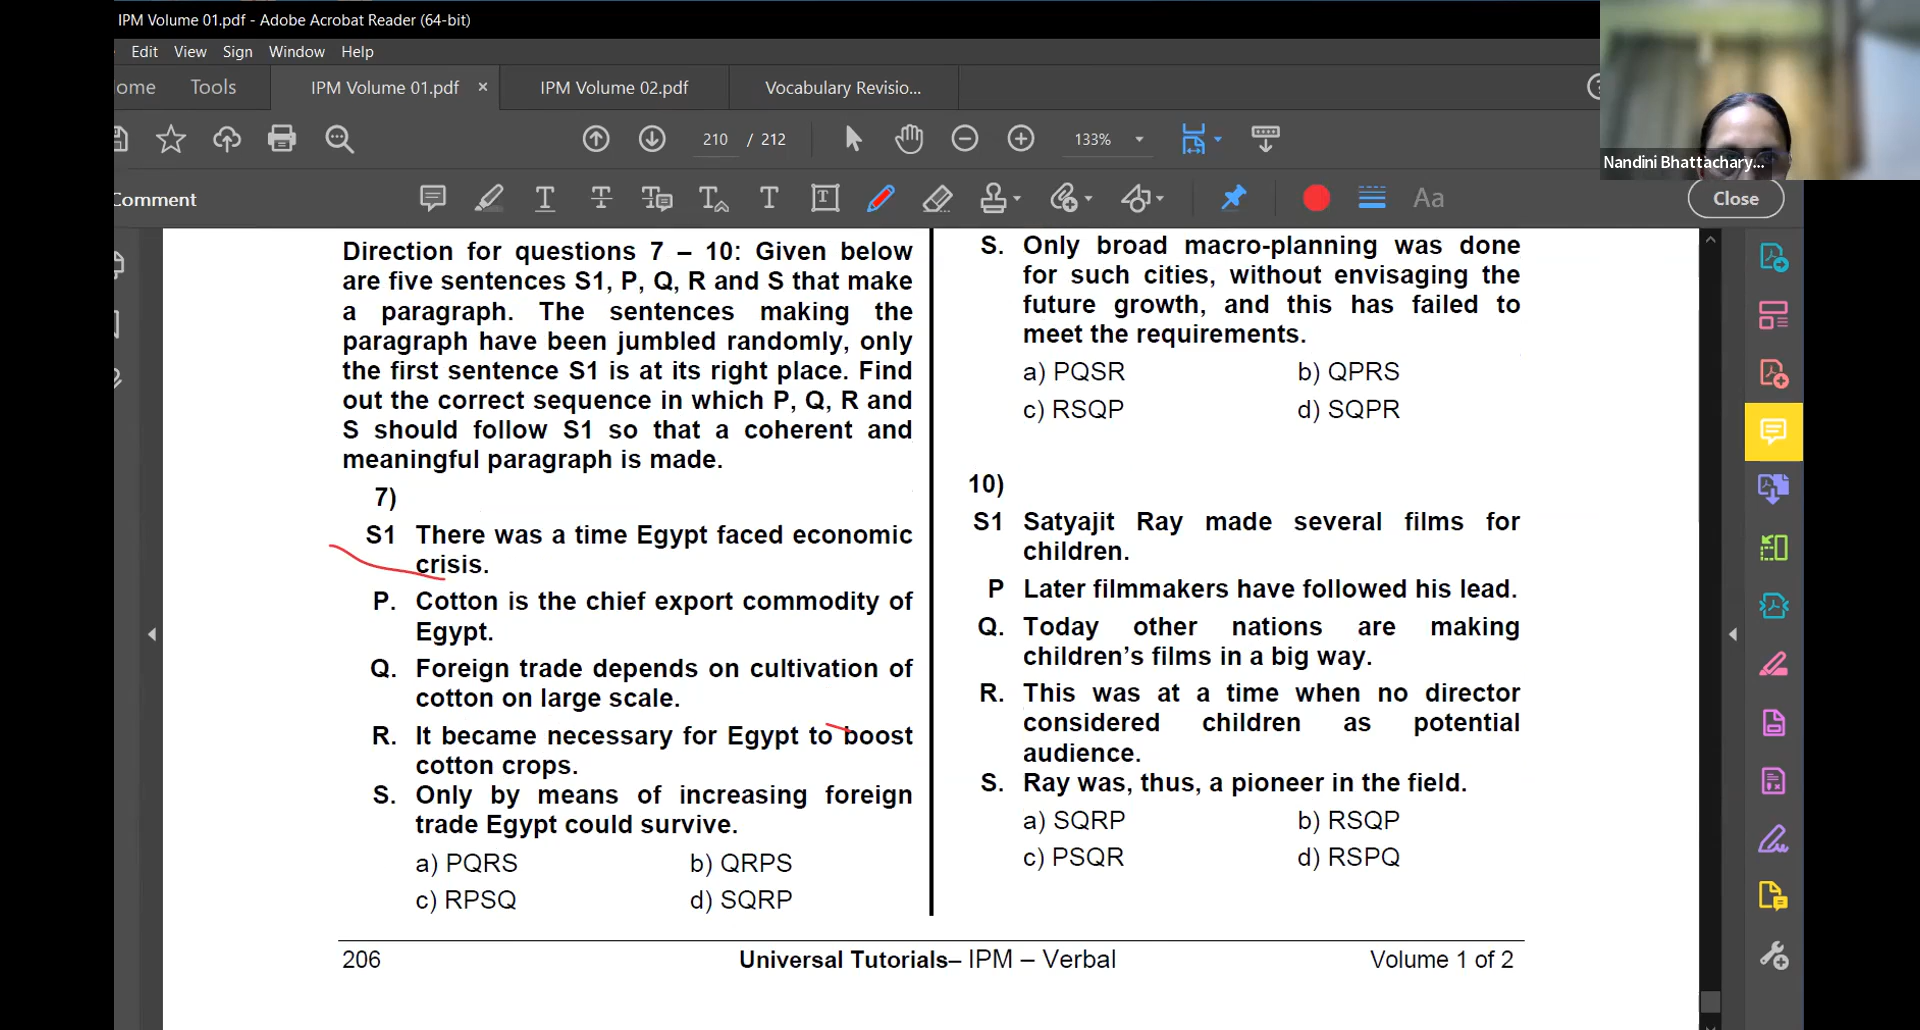 IPM Volume 01.pdf - Adobe Acrobat Reader (64-bit)
Edit View Sign Window Help
ome Tools IPM Volume 01.pdf × IPM Volume 02.pdf Vocabulary Revisio...
210 / 212 133%
Nandini Bhattachary...
Comment Aa Close
Direction for questions 7 – 10: Given below
are five sentences S1, P, Q, R and S that make
a paragraph. The sentences making the
paragraph have been jumbled randomly, only
the first sentence S1 is at its right place. Find
out the correct sequence in which P, Q, R and
S should follow S1 so that a coherent and
meaningful paragraph is made.
7)
S1 There was a time Egypt faced economic
crisis.
P. Cotton is the chief export commodity of
Egypt.
Q. Foreign trade depends on cultivation of
cotton on large scale.
R. It became necessary for Egypt to boost
cotton crops.
S. Only by means of increasing foreign
trade Egypt could survive.
a) PQRS b) QRPS
c) RPSQ d) SQRP
S. Only broad macro-planning was done
for such cities, without envisaging the
future growth, and this has failed to
meet the requirements.
a) PQSR b) QPRS
c) RSQP d) SQPR
10)
S1 Satyajit Ray made several films for
children.
P Later filmmakers have followed his lead.
Q. Today other nations are making
children's films in a big way.
R. This was at a time when no director
considered children as potential
audience.
S. Ray was, thus, a pioneer in the field.
a) SQRP b) RSQP
c) PSQR d) RSPQ
206 Universal Tutorials– IPM – Verbal Volume 1 of 2